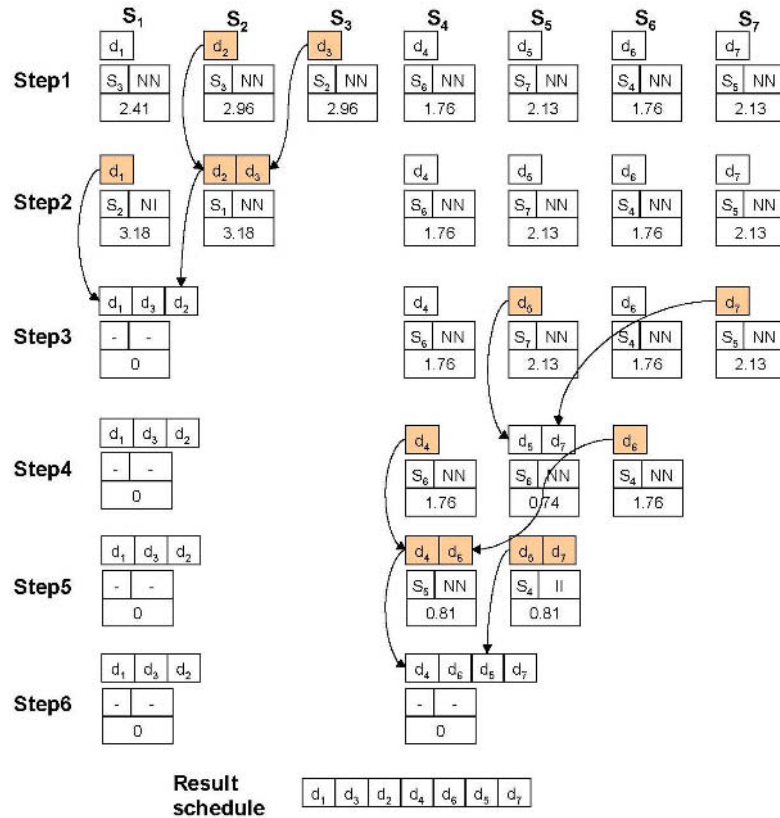 S₁ S₂ S₃ S₄ S₅ S₆ S₇
d₁ d₂ d₃ d₄ d₅ d₆ d₇
Step1
S₃ NN S₃ NN S₂ NN S₆ NN S₇ NN S₄ NN S₅ NN
2.41 2.96 2.96 1.76 2.13 1.76 2.13
d₁ d₂ d₃ d₄ d₅ d₆ d₇
Step2
S₂ NI S₁ NN S₆ NN S₇ NN S₄ NN S₅ NN
3.18 3.18 1.76 2.13 1.76 2.13
d₁ d₃ d₂ d₄ d₅ d₆ d₇
Step3
- - S₆ NN S₇ NN S₄ NN S₅ NN
0 1.76 2.13 1.76 2.13
d₁ d₃ d₂ d₄ d₅ d₇ d₆
Step4
- - S₆ NN S₆ NN S₄ NN
0 1.76 0.74 1.76
d₁ d₃ d₂ d₄ d₆ d₅ d₇
Step5
- - S₅ NN S₄ II
0 0.81 0.81
d₁ d₃ d₂ d₄ d₆ d₅ d₇
Step6
- - - -
0 0
Result
schedule
d₁ d₃ d₂ d₄ d₆ d₅ d₇